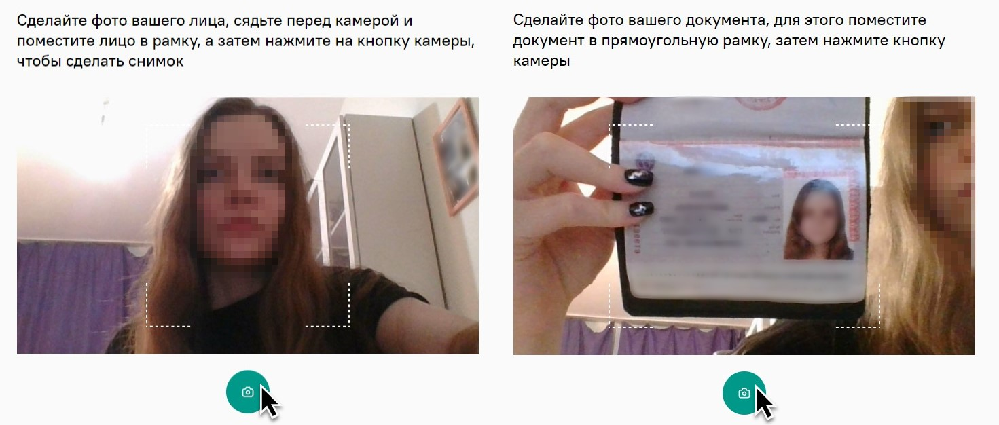 Сделайте фото вашего лица, сядьте перед камерой и
поместите лицо в рамку, а затем нажмите на кнопку камеры,
чтобы сделать снимок
Сделайте фото вашего документа, для этого поместите
документ в прямоугольную рамку, затем нажмите кнопку
камеры